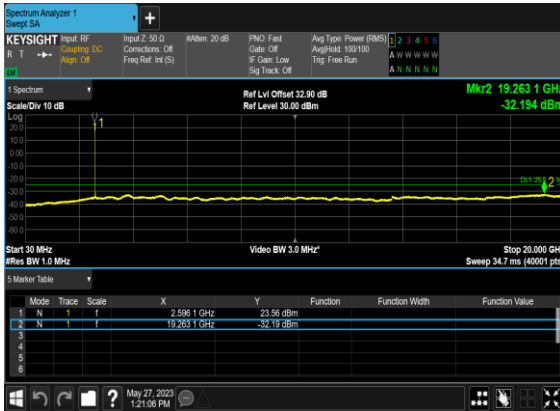 Spectrum Analyzer 1
Swept SA
+
KEYSIGHT Input: RF Input Z: 50 Ω #Atten: 20 dB PNO: Fast Avg Type: Power (RMS) 1 2 3 4 5 6
R T Coupling: DC Corrections: Off Gate: Off Avg|Hold: 100/100 A W W W W W
Align: Off Freq Ref: Int (S) IF Gain: Low Trig: Free Run
Sig Track: Off A N N N N N
1 Spectrum Ref Lvl Offset 32.90 dB Mkr2 19.263 1 GHz
Scale/Div 10 dB Ref Level 30.00 dBm -32.194 dBm
Log
20.0
10.0
0.00
-10.0
-20.0
-30.0
-40.0
-50.0
-60.0
1
2
Start 30 MHz Video BW 3.0 MHz* Stop 20.000 GH
#Res BW 1.0 MHz Sweep 34.7 ms (40001 pts
5 Marker Table
Mode Trace Scale X Y Function Function Width Function Value
1 N 1 f 2.596 1 GHz 23.56 dBm
2 N 1 f 19.263 1 GHz -32.19 dBm
3
4
5
6
?
May 27, 2023
1:21:06 PM